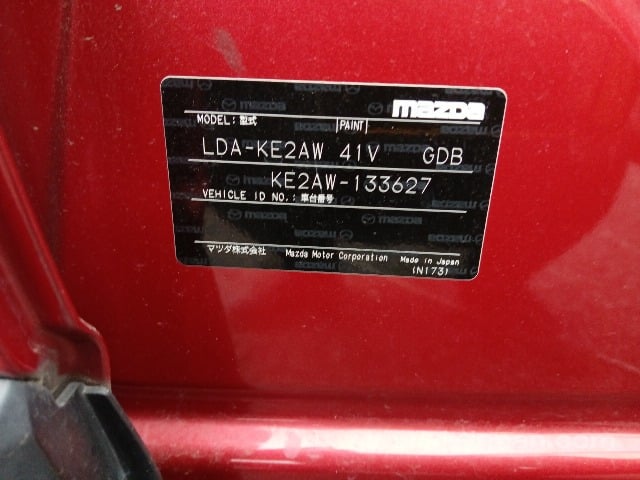 mazda
MODEL: 型式 PAINT
LDA-KE2AW 41V GDB
KE2AW-133627
VEHICLE ID NO.: 車台番号
マツダ株式会社 Mazda Motor Corporation Made in Japan
(N173)